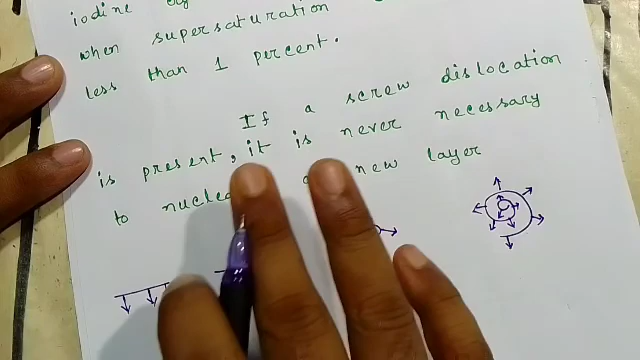 iodine
when supersaturation
less than 1 percent.
If a screw dislocation
is present, it is never necessary
to new layer